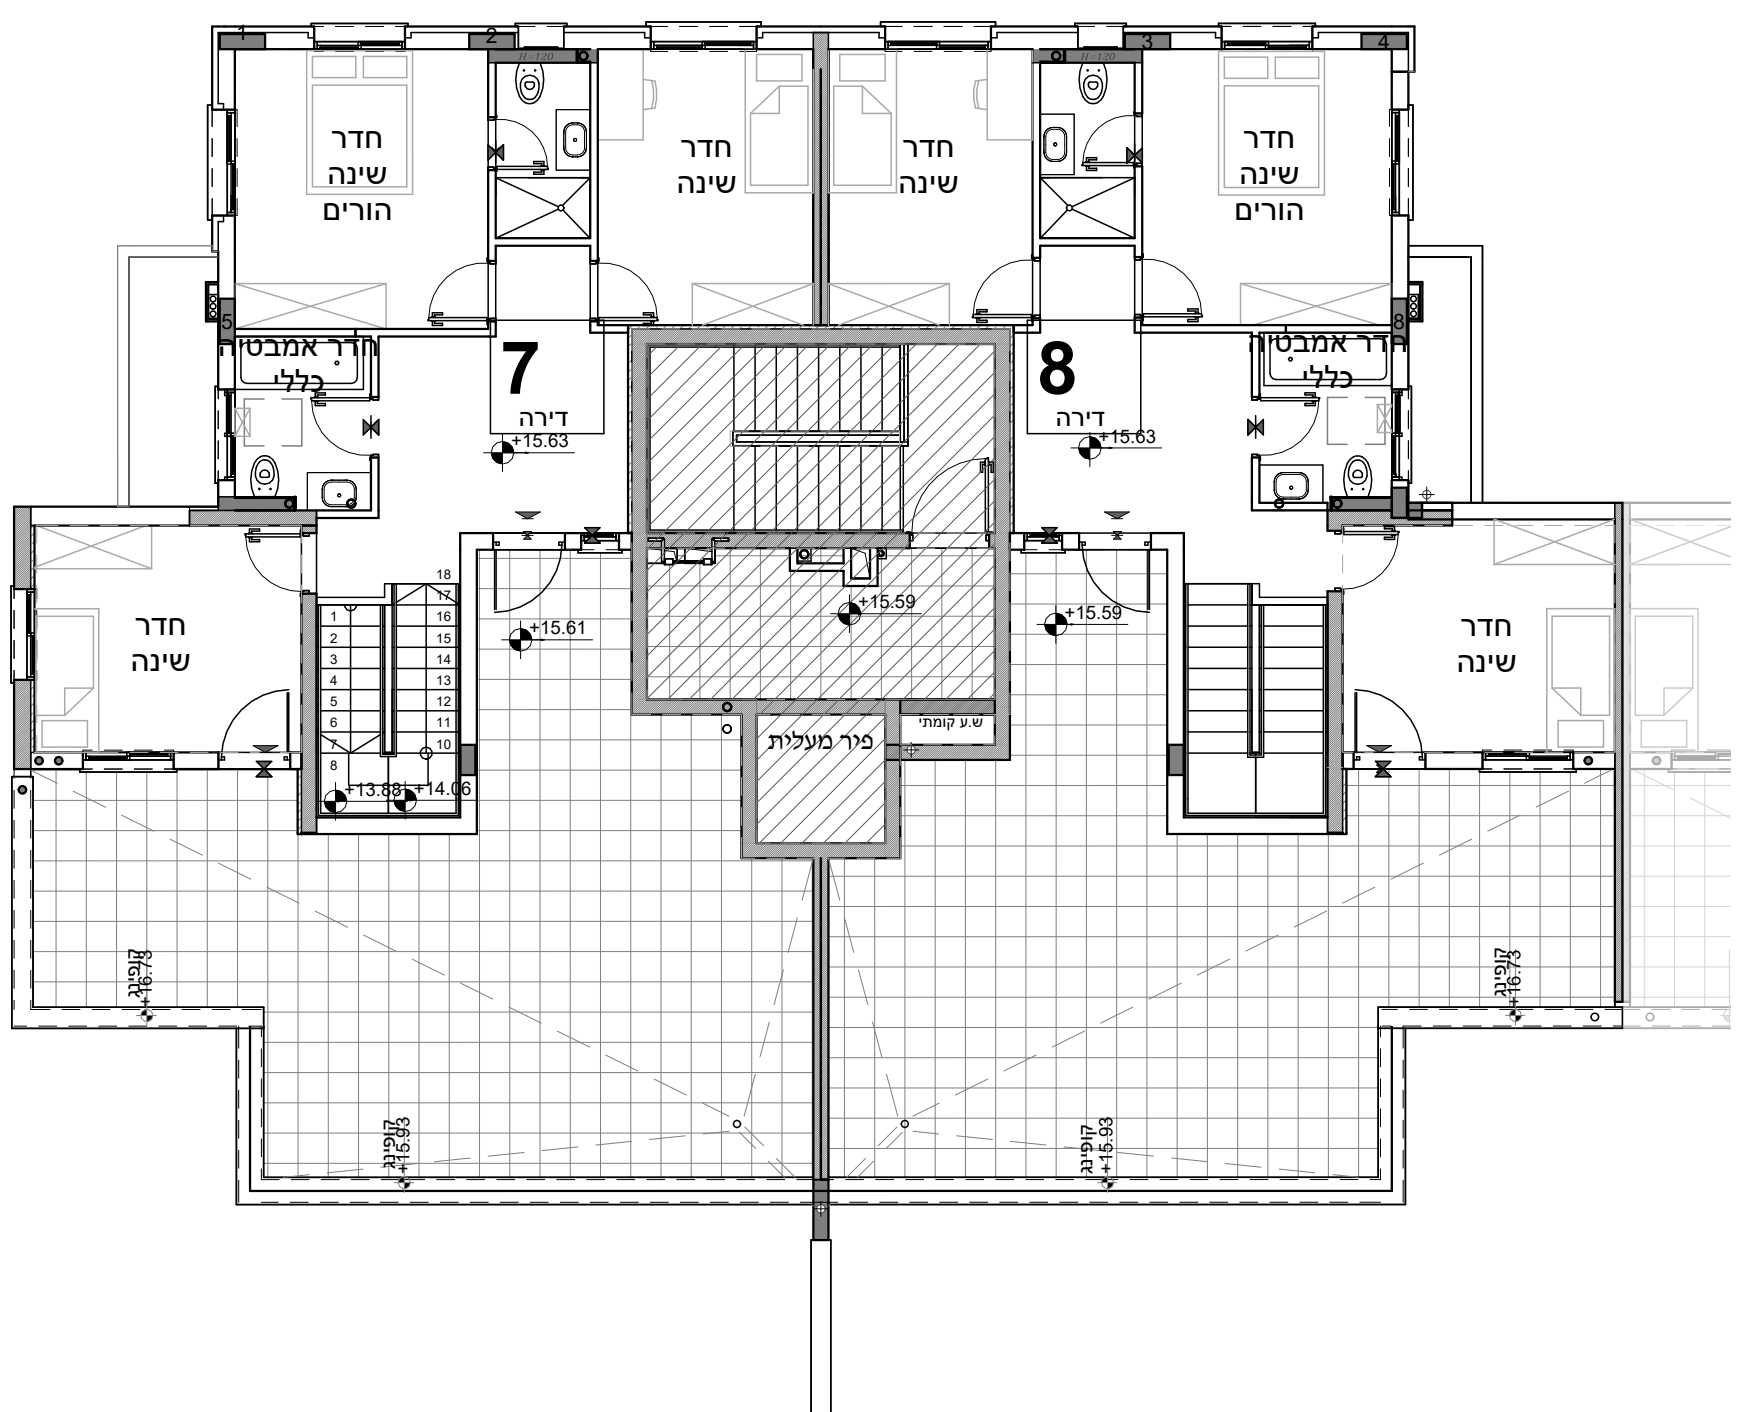 1
2
3
4
H=120
H=120
חדר
שינה
הורים
חדר
שינה
חדר
שינה
חדר
שינה
הורים
5
8
חדר אמבטיה
כללי
חדר אמבטיה
כללי
7
דירה
+15.63
8
דירה
+15.63
18
17
1
16
2
15
3
14
4
13
5
12
6
11
7
10
8
חדר
שינה
+15.61
+15.59
+15.59
חדר
שינה
ש.ע קומתי
פיר מעלית
+13.88
+14.06
קופינג
+16.73
קופינג
+16.73
קופינג
+15.93
קופינג
+15.93